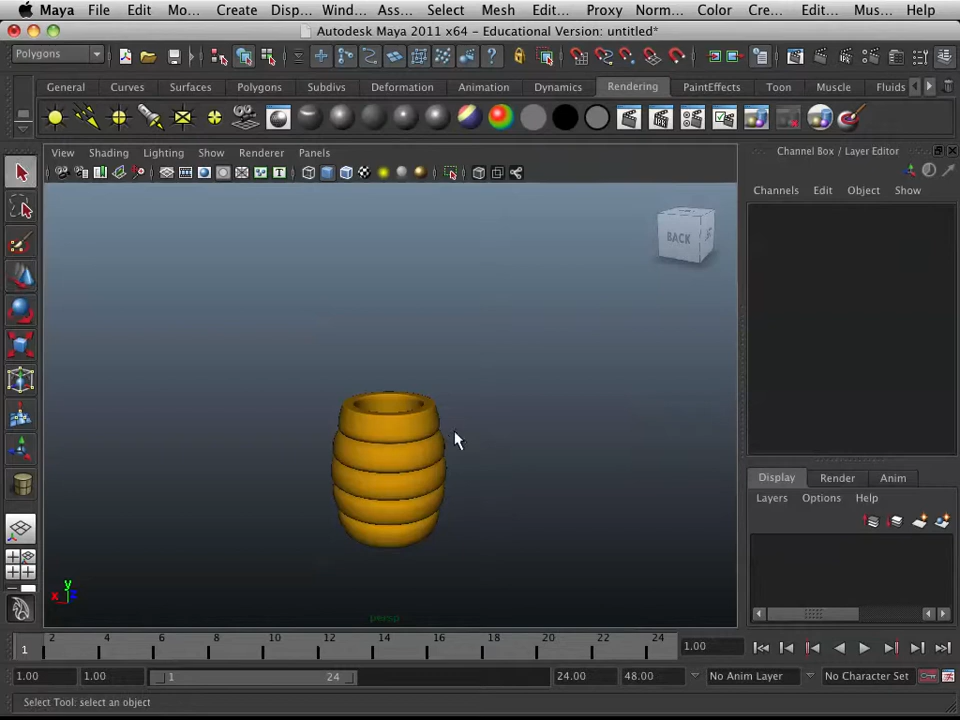 Maya File Edit Mo... Create Disp... Wind... Ass... Select Mesh Edit... Proxy Norm... Color Cre... Edit... Mus... Help
Autodesk Maya 2011 x64 - Educational Version: untitled*
Polygons
General Curves Surfaces Polygons Subdivs Deformation Animation Dynamics Rendering PaintEffects Toon Muscle Fluids
View Shading Lighting Show Renderer Panels
Channel Box / Layer Editor
Channels Edit Object Show
BACK
Display Render Anim
Layers Options Help
y
x z
persp
2 4 6 8 10 12 14 16 18 20 22 24
1
1.00
1.00 1.00 1 24 24.00 48.00 No Anim Layer No Character Set
Select Tool: select an object